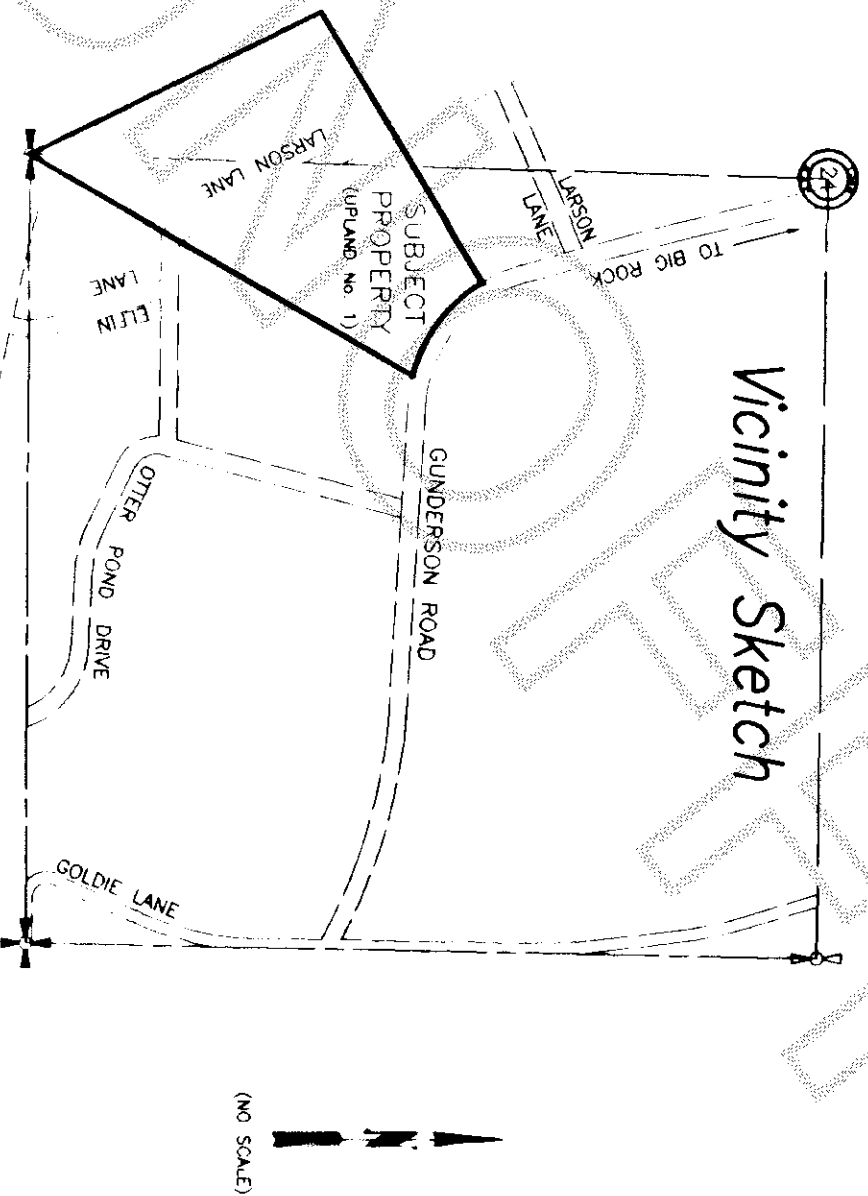 24
Vicinity Sketch
TO BIG ROCK
LARSON
LANE
SUBJECT
PROPERTY
(UPLAND No. 1)
LARSON LANE
GUNDERSON ROAD
ELFIN
LANE
OTTER POND DRIVE
GOLDIE LANE
(NO SCALE)